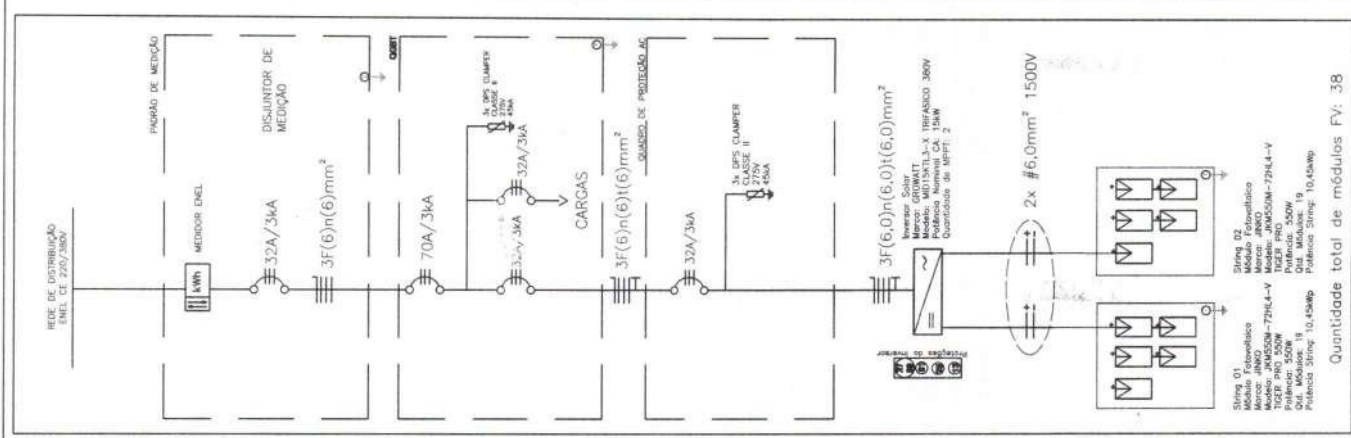 REDE DE DISTRIBUIÇÃO
ENEL CE 220/380V
PADRÃO DE MEDIÇÃO
kWh
MEDIDOR ENEL
DISJUNTOR DE
MEDIÇÃO
32A/3kA
3F(6)n(6)mm²
QGBT
70A/3kA
3x DPS CLAMPER
CLASSE II
275V
45kA
32A/3kA
32A/3kA
CARGAS
3F(6)n(6)t(6)mm²
QUADRO DE PROTEÇÃO AC
32A/3kA
3x DPS CLAMPER
CLASSE II
275V
45kA
3F(6,0)n(6,0)t(6,0)mm²
Inversor Solar
Marca: GROWATT
Modelo: MID15KTL3-X TRIFASICO 380V
Potência Nominal CA: 15kW
Quantidade de MPPT: 2
Proteções do Inversor
2x #6,0mm² 1500V
String 01
Módulo Fotovoltaico
Marca: JINKO
Modelo: JKM550M-72HL4-V
TIGER PRO 550W
Potência: 550W
Qtd. Módulos: 19
Potência String: 10,45kWp
String 02
Módulo Fotovoltaico
Marca: JINKO
Modelo: JKM550M-72HL4-V
TIGER PRO
Potência: 550W
Qtd. Módulos: 19
Potência String: 10,45kWp
Quantidade total de módulos FV: 38